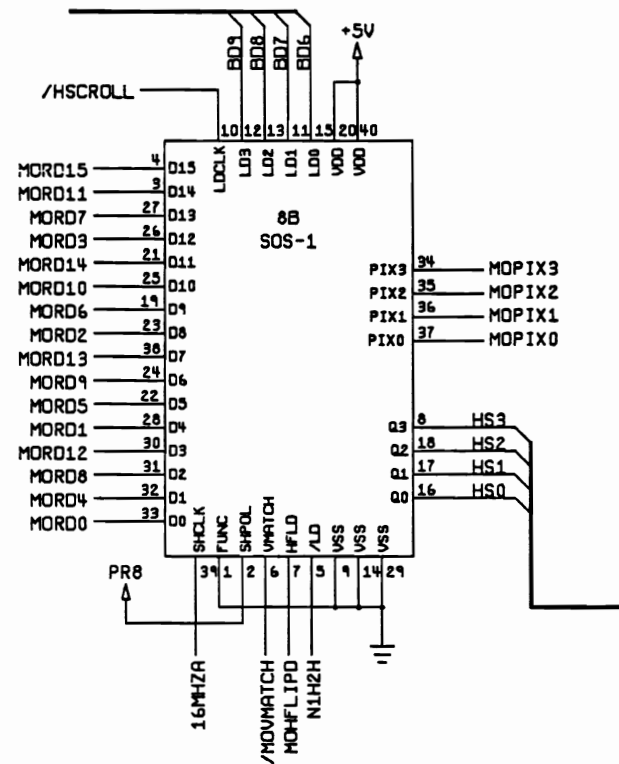 +5V
BD9 BD8 BD7 BD6
/HSCROLL
10 12 13 11 15 20 40
LDCLK LD3 LD2 LD1 LD0 VDD VDD
8B
SOS-1
MORD15 4 D15
MORD11 3 D14
MORD7 27 D13
MORD3 26 D12
MORD14 21 D11
MORD10 25 D10
MORD6 19 D9
MORD2 23 D8
MORD13 38 D7
MORD9 24 D6
MORD5 22 D5
MORD1 28 D4
MORD12 30 D3
MORD8 31 D2
MORD4 32 D1
MORD0 33 D0
PIX3 34 MOPIX3
PIX2 35 MOPIX2
PIX1 36 MOPIX1
PIX0 37 MOPIX0
Q3 8 HS3
Q2 18 HS2
Q1 17 HS1
Q0 16 HS0
SHCLK FUNC SHPOL VMATCH HFLD /LD VSS VSS VSS
39 1 2 6 7 5 9 14 29
PR8
16MHZA /MOVMATCH MOHFLIPD N1H2H